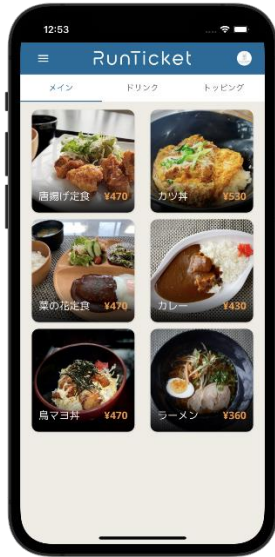 12:53
RunTicket
メイン ドリンク トッピング
唐揚げ定食 ¥470 カツ丼 ¥530
菜の花定食 ¥470 カレー ¥430
鳥マヨ丼 ¥470 ラーメン ¥360